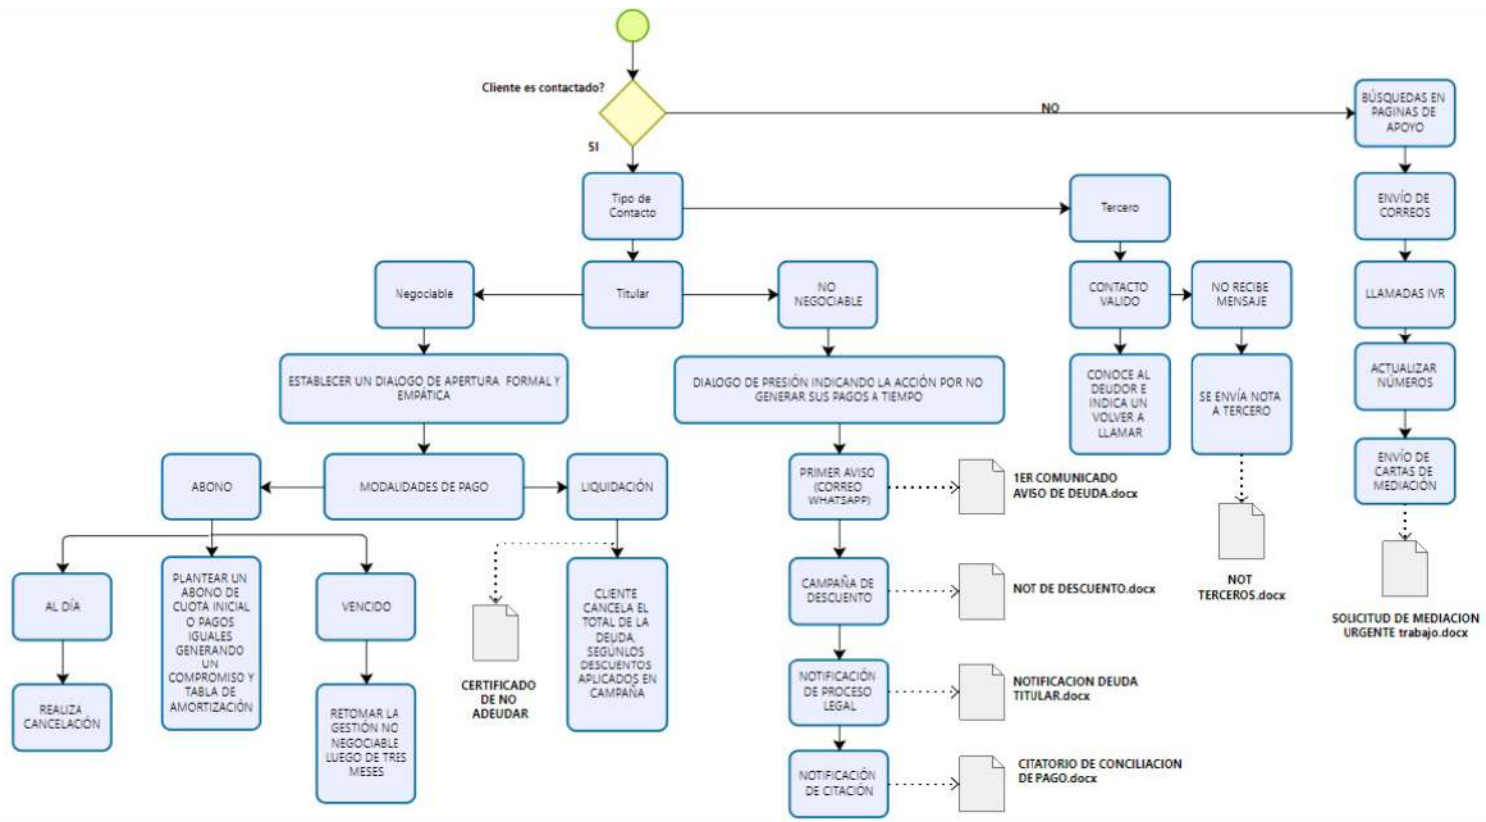 Cliente es contactado?
NO
SI
BÚSQUEDAS EN
PAGINAS DE
APOYO
Tipo de
Contacto
Tercero
ENVÍO DE
CORREOS
Negociable
Titular
NO
NEGOCIABLE
CONTACTO
VALIDO
NO RECIBE
MENSAJE
LLAMADAS IVR
ESTABLECER UN DIALOGO DE APERTURA FORMAL Y
EMPÁTICA
DIALOGO DE PRESIÓN INDICANDO LA ACCIÓN POR NO
GENERAR SUS PAGOS A TIEMPO
CONOCE AL
DEUDOR E
INDICA UN
VOLVER A
LLAMAR
SE ENVÍA NOTA
A TERCERO
ACTUALIZAR
NÚMEROS
ABONO
MODALIDADES DE PAGO
LIQUIDACIÓN
PRIMER AVISO
(CORREO
WHATSAPP)
1ER COMUNICADO
AVISO DE DEUDA.docx
ENVÍO DE
CARTAS DE
MEDIACIÓN
NOT
TERCEROS.docx
SOLICITUD DE MEDIACION
URGENTE trabajo.docx
AL DÍA
PLANTEAR UN
ABONO DE
CUOTA INICIAL
O PAGOS
IGUALES
GENERANDO
UN
COMPROMISO Y
TABLA DE
AMORTIZACIÓN
VENCIDO
CERTIFICADO
DE NO
ADEUDAR
CLIENTE
CANCELA EL
TOTAL DE LA
DEUDA,
SEGÚNLOS
DESCUENTOS
APLICADOS EN
CAMPAÑA
CAMPAÑA DE
DESCUENTO
NOT DE DESCUENTO.docx
REALIZA
CANCELACIÓN
RETOMAR LA
GESTIÓN NO
NEGOCIABLE
LUEGO DE TRES
MESES
NOTIFICACIÓN
DE PROCESO
LEGAL
NOTIFICACION DEUDA
TITULAR.docx
NOTIFICACIÓN
DE CITACIÓN
CITATORIO DE CONCILIACION
DE PAGO.docx